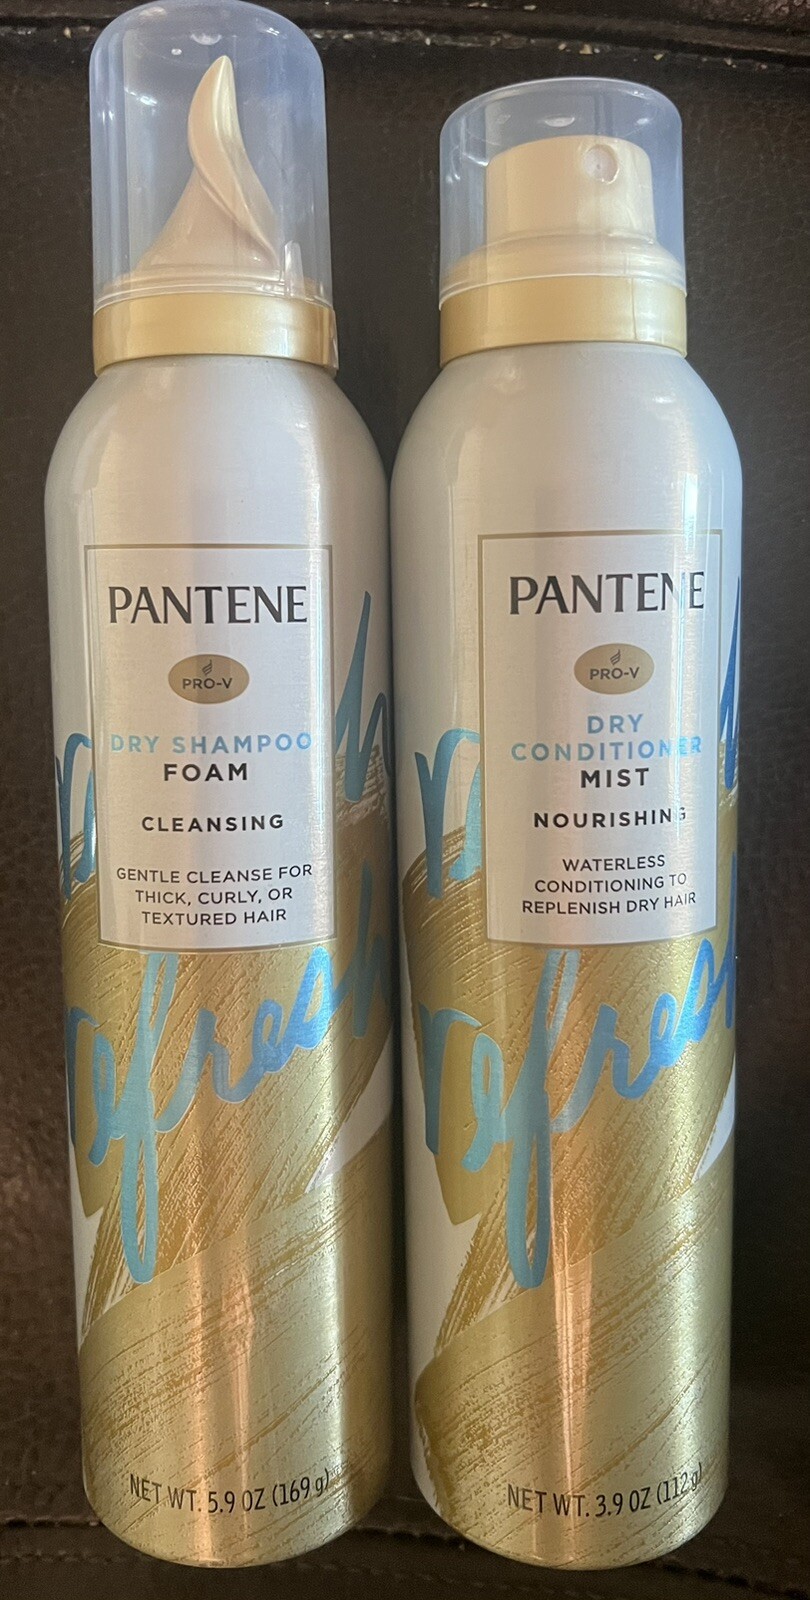 PANTENE
PRO-V
DRY SHAMPOO
FOAM
CLEANSING
GENTLE CLEANSE FOR
THICK, CURLY, OR
TEXTURED HAIR
refresh
NET WT. 5.9 OZ (169 g)
PANTENE
PRO-V
DRY
CONDITIONER
MIST
NOURISHING
WATERLESS
CONDITIONING TO
REPLENISH DRY HAIR
refresh
NET WT. 3.9 OZ (112 g)